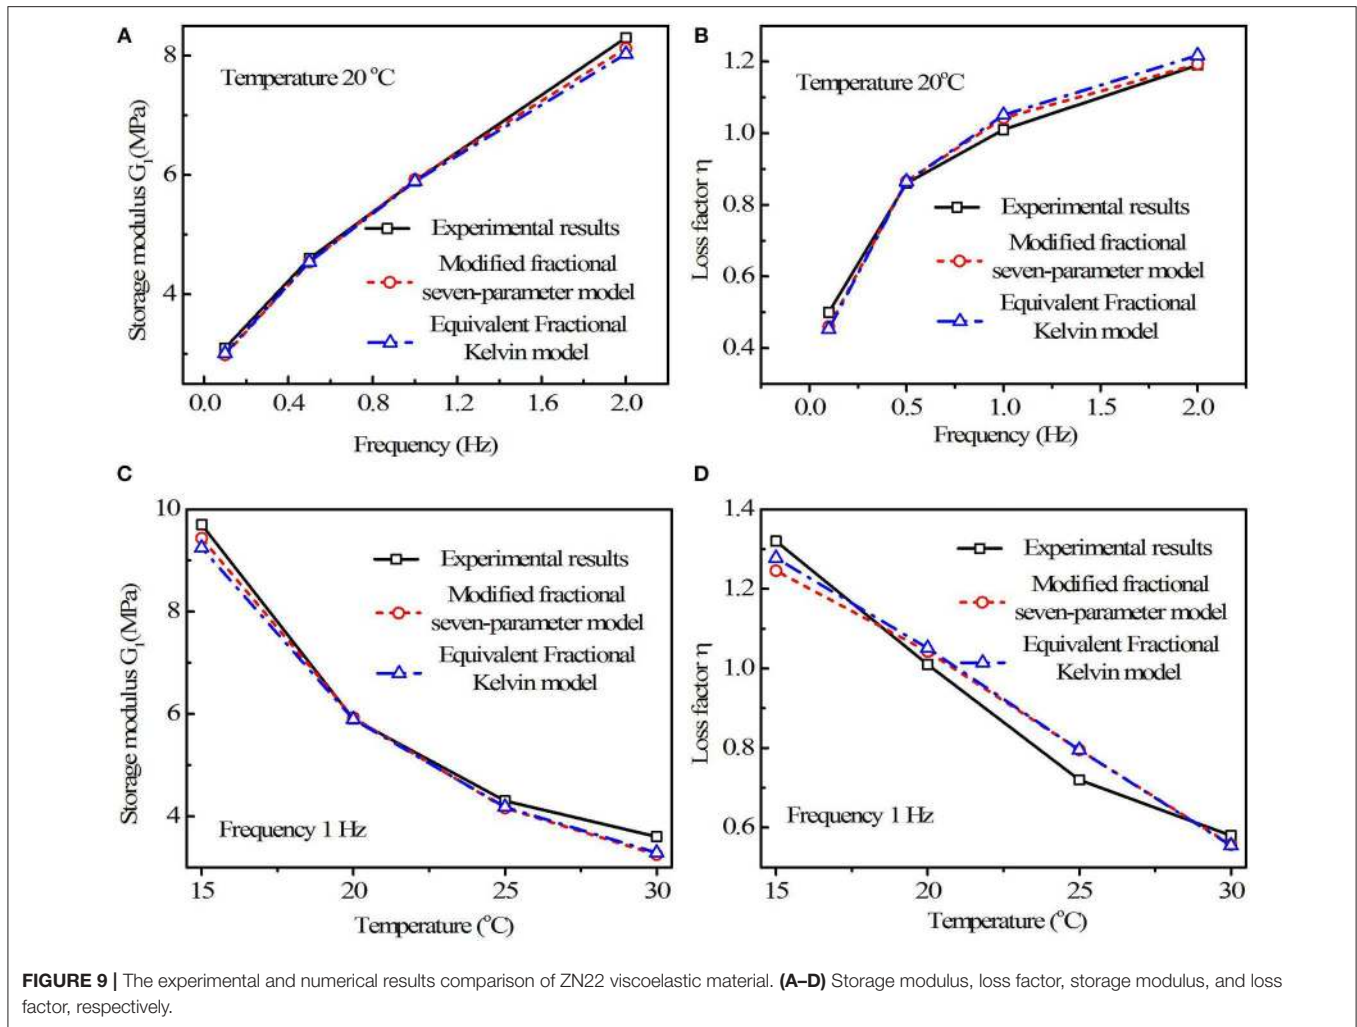 A
Temperature 20 °C
Storage modulus G₁(MPa)
8
6
4
Experimental results
Modified fractional
seven-parameter model
Equivalent Fractional
Kelvin model
0.0 0.4 0.8 1.2 1.6 2.0
Frequency (Hz)
B
Temperature 20°C
Loss factor η
1.2
1.0
0.8
0.6
0.4
Experimental results
Modified fractional
seven-parameter model
Equivalent Fractional
Kelvin model
0.0 0.5 1.0 1.5 2.0
Frequency (Hz)
C
Storage modulus G₁(MPa)
10
8
6
4
Experimental results
Modified fractional
seven-parameter model
Equivalent Fractional
Kelvin model
Frequency 1 Hz
15 20 25 30
Temperature (°C)
D
Loss factor η
1.4
1.2
1.0
0.8
0.6
Experimental results
Modified fractional
seven-parameter model
Equivalent Fractional
Kelvin model
Frequency 1 Hz
15 20 25 30
Temperature (°C)
FIGURE 9 | The experimental and numerical results comparison of ZN22 viscoelastic material. (A–D) Storage modulus, loss factor, storage modulus, and loss
factor, respectively.